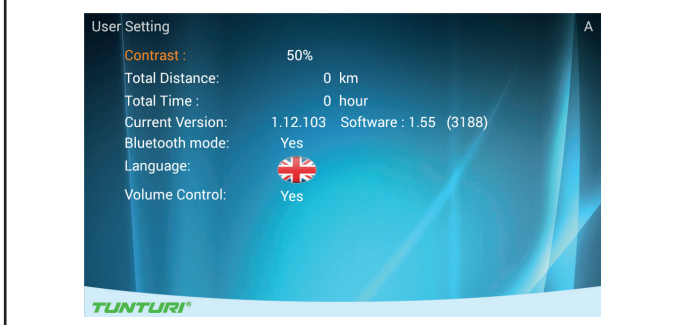 User Setting A
Contrast : 50%
Total Distance: 0 km
Total Time : 0 hour
Current Version: 1.12.103 Software : 1.55 (3188)
Bluetooth mode: Yes
Language:
Volume Control: Yes
TUNTURI®